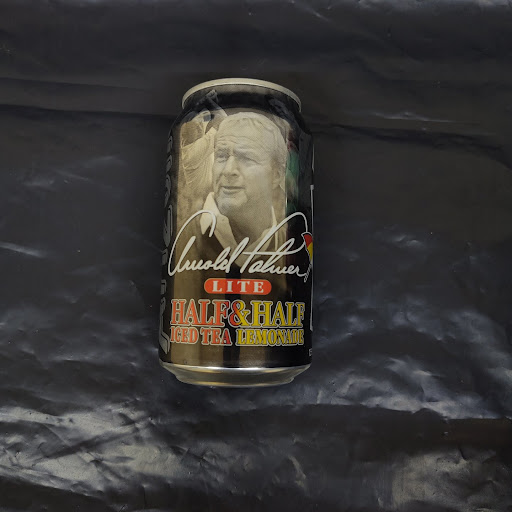 Arnold Palmer
LITE
HALF&HALF
ICED TEA LEMONADE